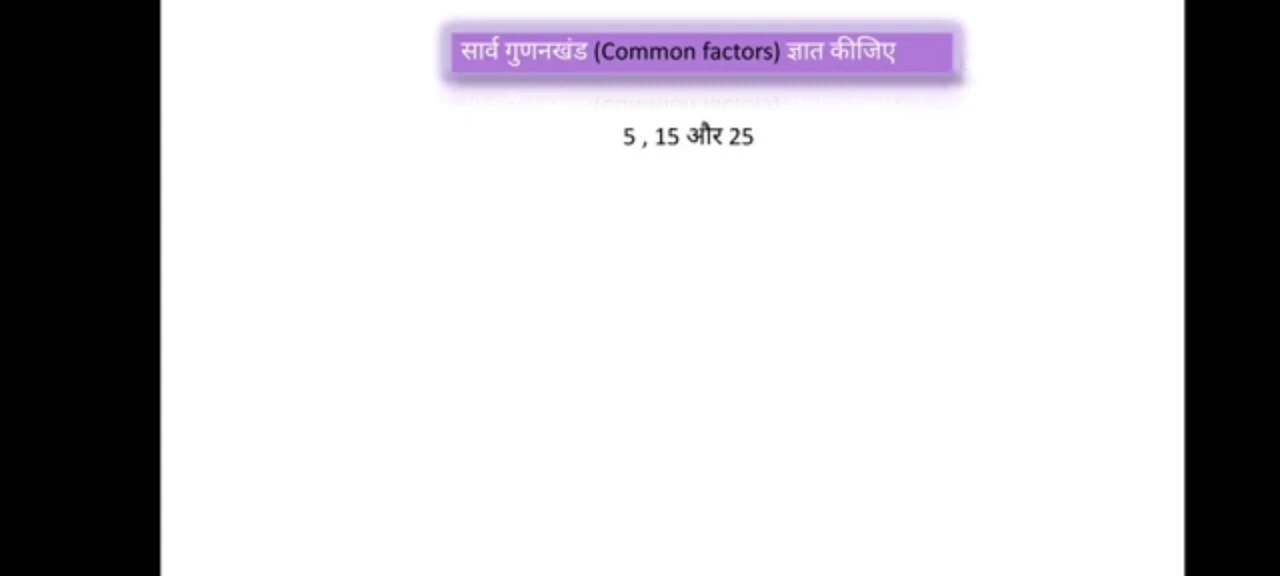 सार्व गुणनखंड (Common factors) ज्ञात कीजिए
5 , 15 और 25